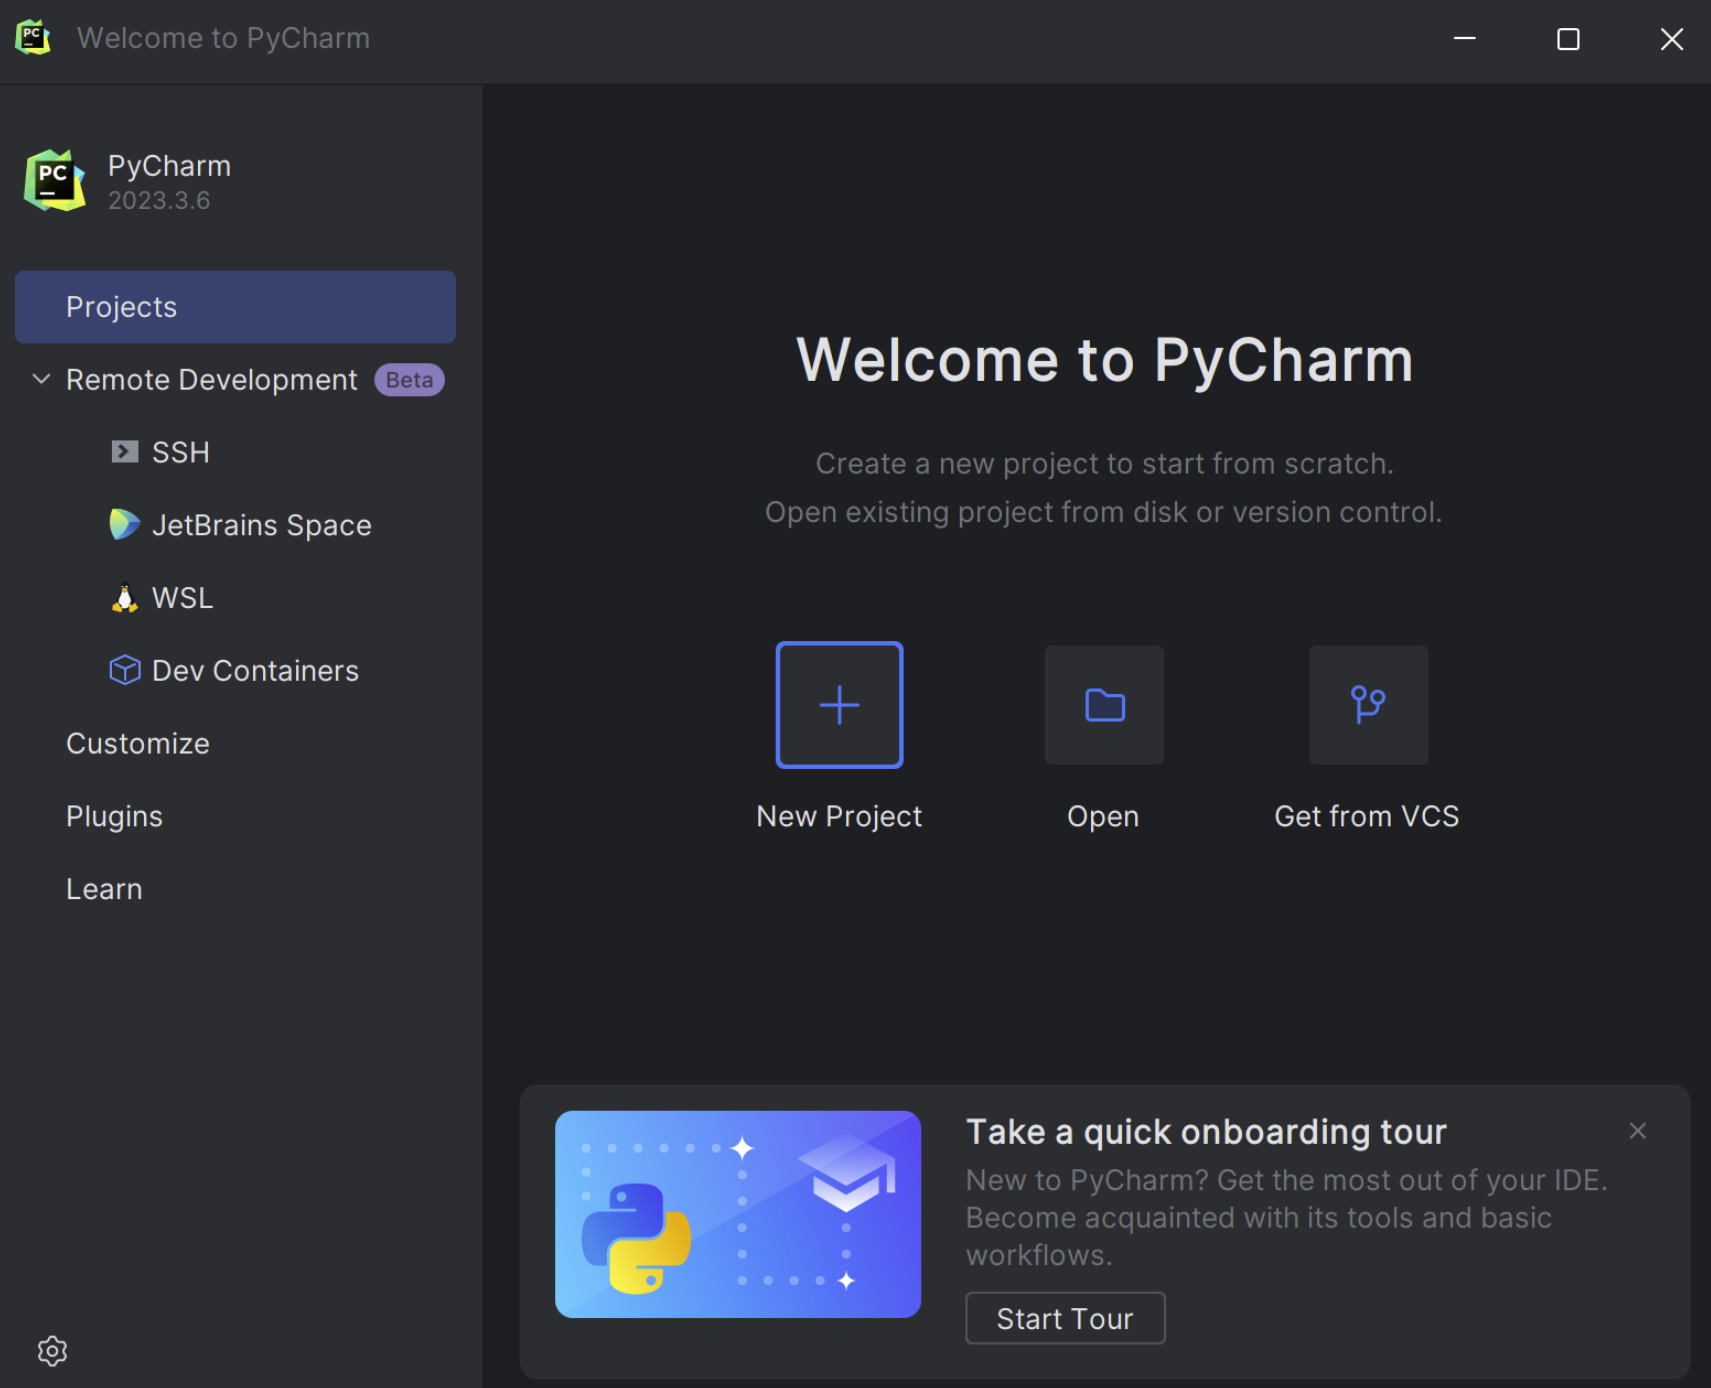 PC
Welcome to PyCharm
PC
PyCharm
2023.3.6
Projects
Remote Development Beta
SSH
JetBrains Space
WSL
Dev Containers
Customize
Plugins
Learn
Welcome to PyCharm
Create a new project to start from scratch.
Open existing project from disk or version control.
New Project
Open
Get from VCS
Take a quick onboarding tour
New to PyCharm? Get the most out of your IDE.
Become acquainted with its tools and basic
workflows.
Start Tour